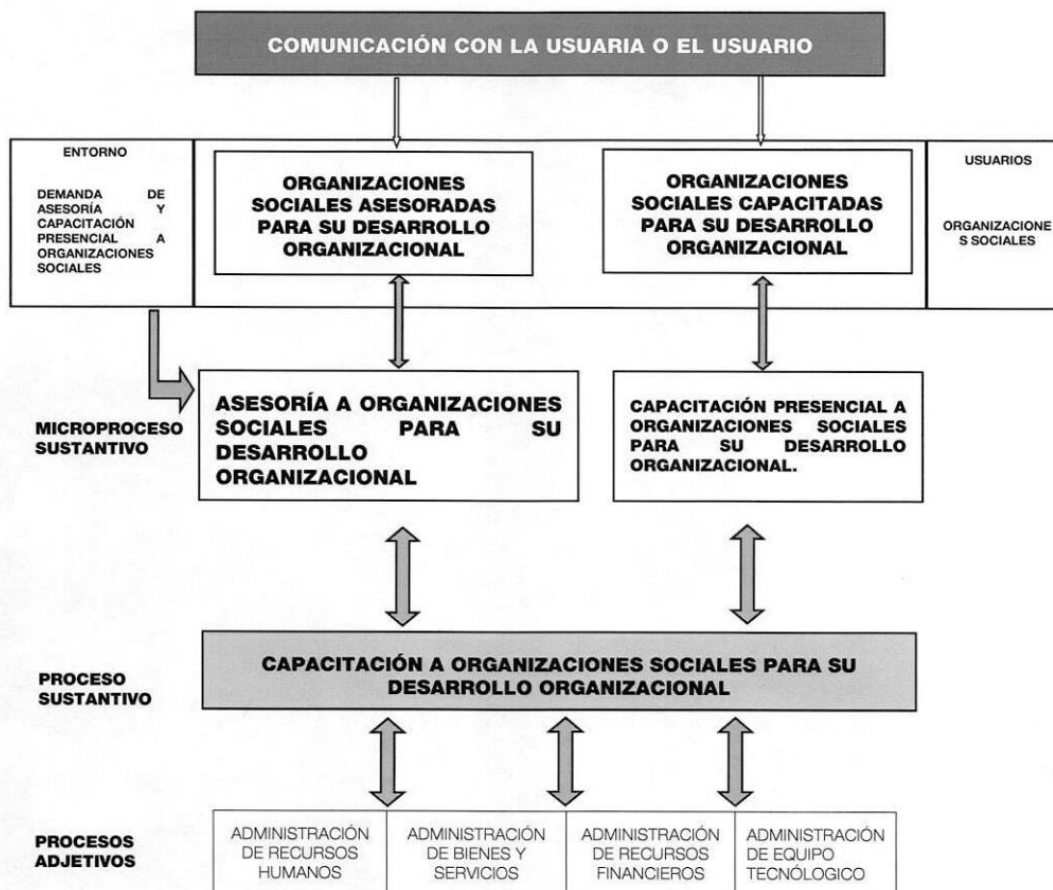 COMUNICACIÓN CON LA USUARIA O EL USUARIO
ENTORNO
DEMANDA DE
ASESORÍA Y
CAPACITACIÓN
PRESENCIAL A
ORGANIZACIONES
SOCIALES
ORGANIZACIONES
SOCIALES ASESORADAS
PARA SU DESARROLLO
ORGANIZACIONAL
ORGANIZACIONES
SOCIALES CAPACITADAS
PARA SU DESARROLLO
ORGANIZACIONAL
USUARIOS
ORGANIZACIONE
S SOCIALES
MICROPROCESO
SUSTANTIVO
ASESORÍA A ORGANIZACIONES
SOCIALES PARA SU
DESARROLLO
ORGANIZACIONAL
CAPACITACIÓN PRESENCIAL A
ORGANIZACIONES SOCIALES
PARA SU DESARROLLO
ORGANIZACIONAL.
PROCESO
SUSTANTIVO
CAPACITACIÓN A ORGANIZACIONES SOCIALES PARA SU
DESARROLLO ORGANIZACIONAL
PROCESOS
ADJETIVOS
ADMINISTRACIÓN
DE RECURSOS
HUMANOS
ADMINISTRACIÓN
DE BIENES Y
SERVICIOS
ADMINISTRACIÓN
DE RECURSOS
FINANCIEROS
ADMINISTRACIÓN
DE EQUIPO
TECNÓLOGICO